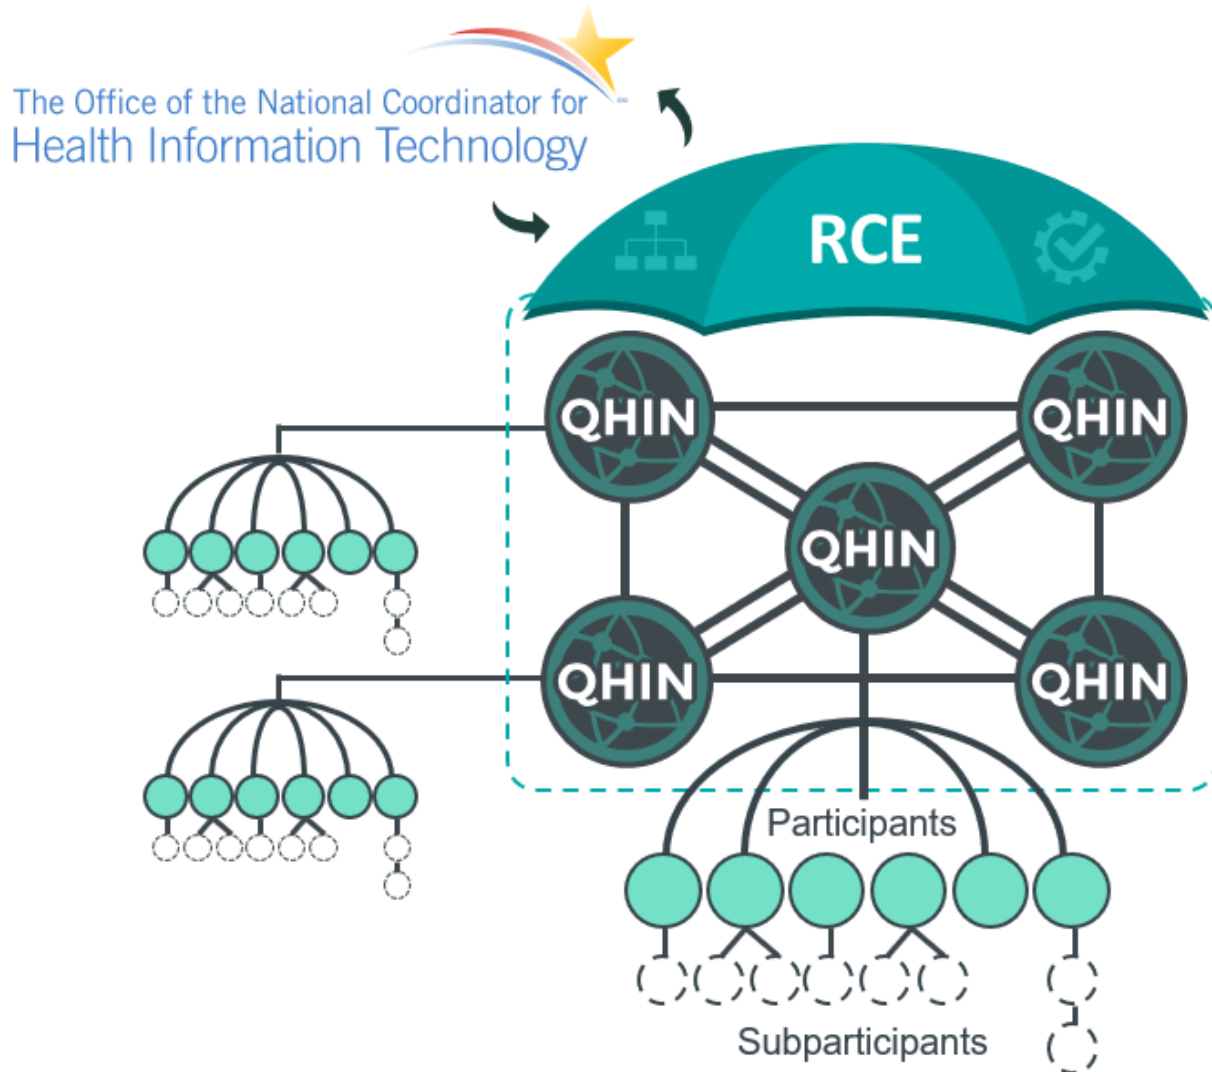 The Office of the National Coordinator for
Health Information Technology
RCE
QHIN
QHIN
QHIN
QHIN
QHIN
Participants
Subparticipants